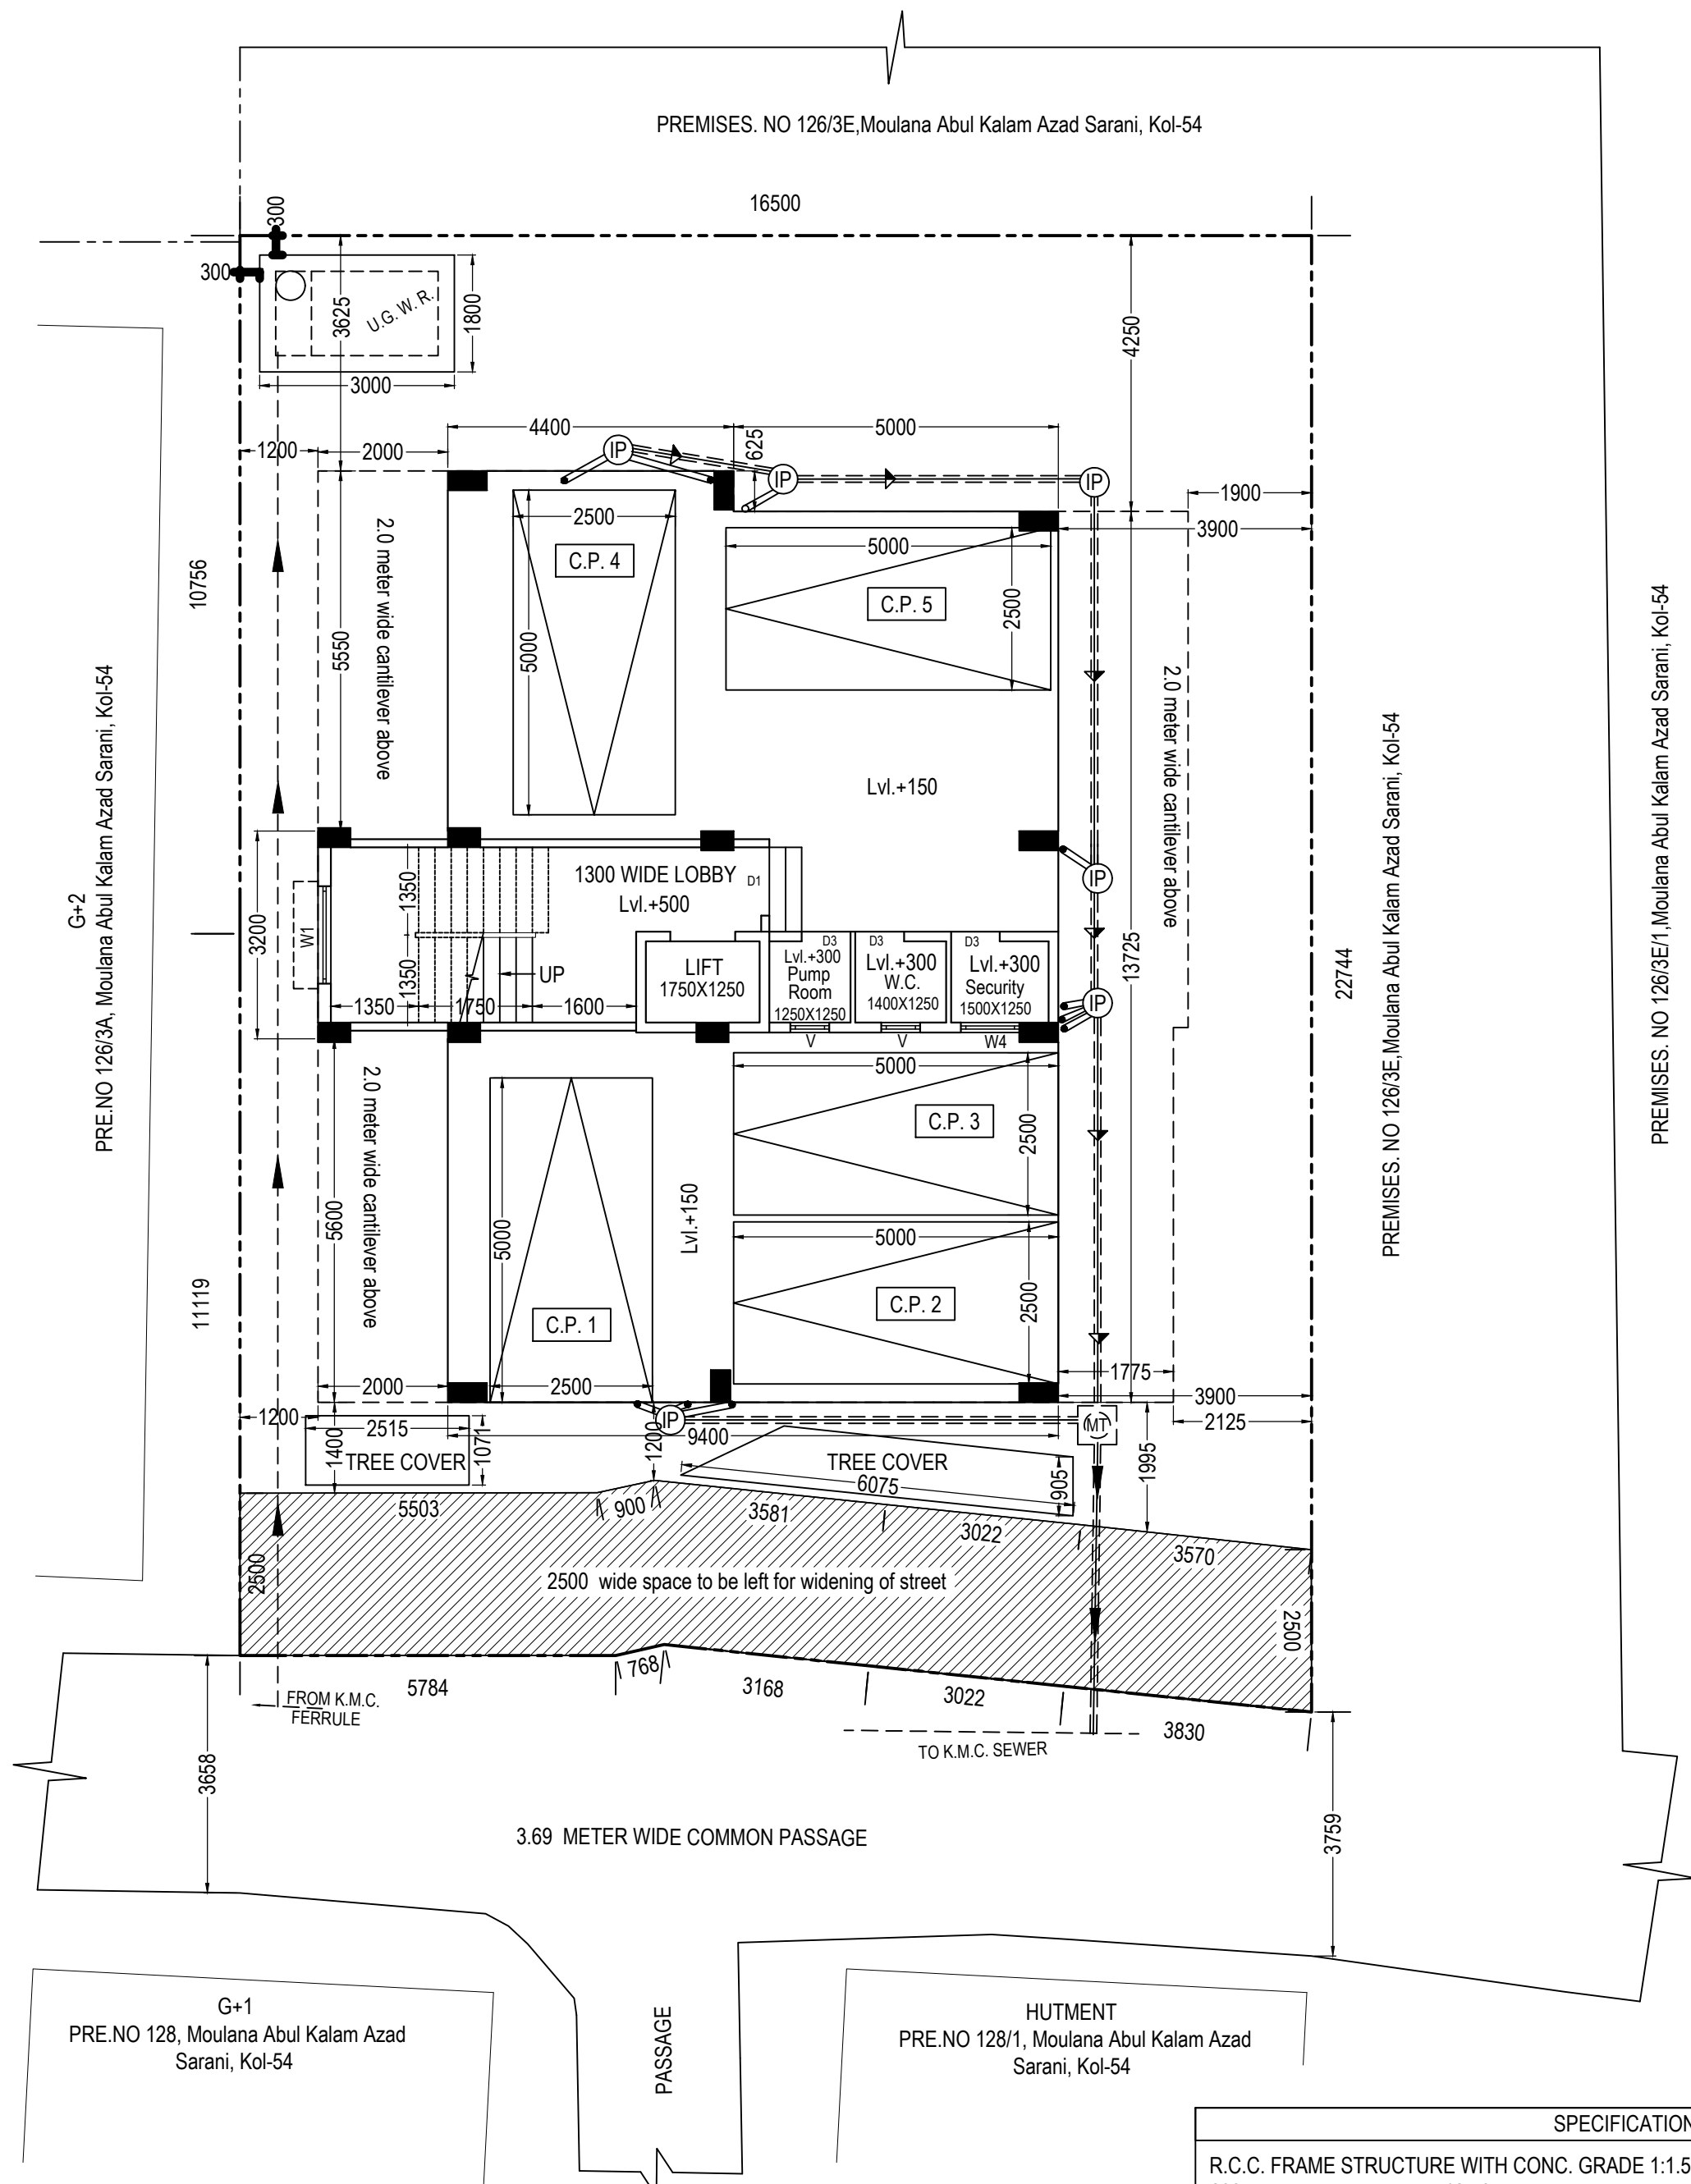 PREMISES. NO 126/3E,Moulana Abul Kalam Azad Sarani, Kol-54
16500
300
300
3625
U.G. W. R.
1800
3000
4250
4400
5000
625
1200
2000
1900
3900
10756
2.0 meter wide cantilever above
5550
IP
IP
IP
2500
C.P. 4
5000
5000
C.P. 5
2500
2.0 meter wide cantilever above
Lvl.+150
G+2
PRE.NO 126/3A, Moulana Abul Kalam Azad Sarani, Kol-54
PREMISES. NO 126/3E,Moulana Abul Kalam Azad Sarani, Kol-54
PREMISES. NO 126/3E/1,Moulana Abul Kalam Azad Sarani, Kol-54
3200
W1
1350
1350
1300 WIDE LOBBY
D1
Lvl.+500
UP
1350
1750
1600
LIFT
1750X1250
D3
Lvl.+300
Pump
Room
1250X1250
D3
Lvl.+300
W.C.
1400X1250
D3
Lvl.+300
Security
1500X1250
V
V
W4
IP
IP
13725
22744
5000
C.P. 3
2500
5000
C.P. 2
2500
Lvl.+150
5000
C.P. 1
2500
2.0 meter wide cantilever above
5600
11119
2000
1200
1400
2515
1071
TREE COVER
IP
1200
9400
MT
1775
3900
2125
1995
TREE COVER
6075
905
5503
900
3581
3022
3570
2500
2500 wide space to be left for widening of street
2500
5784
768
3168
3022
3830
FROM K.M.C.
FERRULE
TO K.M.C. SEWER
3658
3.69 METER WIDE COMMON PASSAGE
3759
G+1
PRE.NO 128, Moulana Abul Kalam Azad
Sarani, Kol-54
PASSAGE
HUTMENT
PRE.NO 128/1, Moulana Abul Kalam Azad
Sarani, Kol-54
SPECIFICATION
R.C.C. FRAME STRUCTURE WITH CONC. GRADE 1:1.5